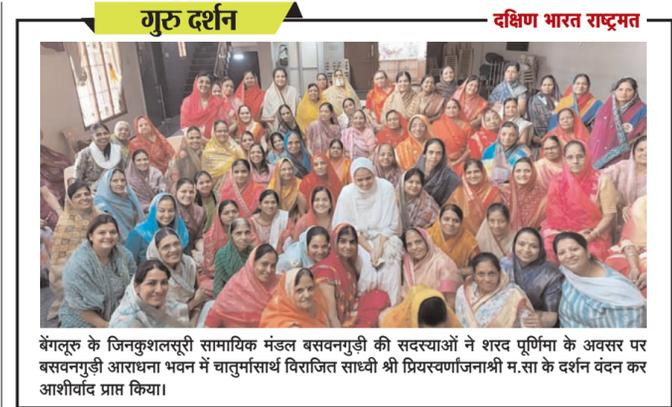 गुरु दर्शन
दक्षिण भारत राष्ट्रमत
बेंगलूरु के जिनकुशलसूरी सामायिक मंडल बसवनगुड़ी की सदस्याओं ने शरद पूर्णिमा के अवसर पर
बसवनगुड़ी आराधना भवन में चातुर्मासार्थ विराजित साध्वी श्री प्रियस्वर्णांजनाश्री म.सा के दर्शन वंदन कर
आशीर्वाद प्राप्त किया।